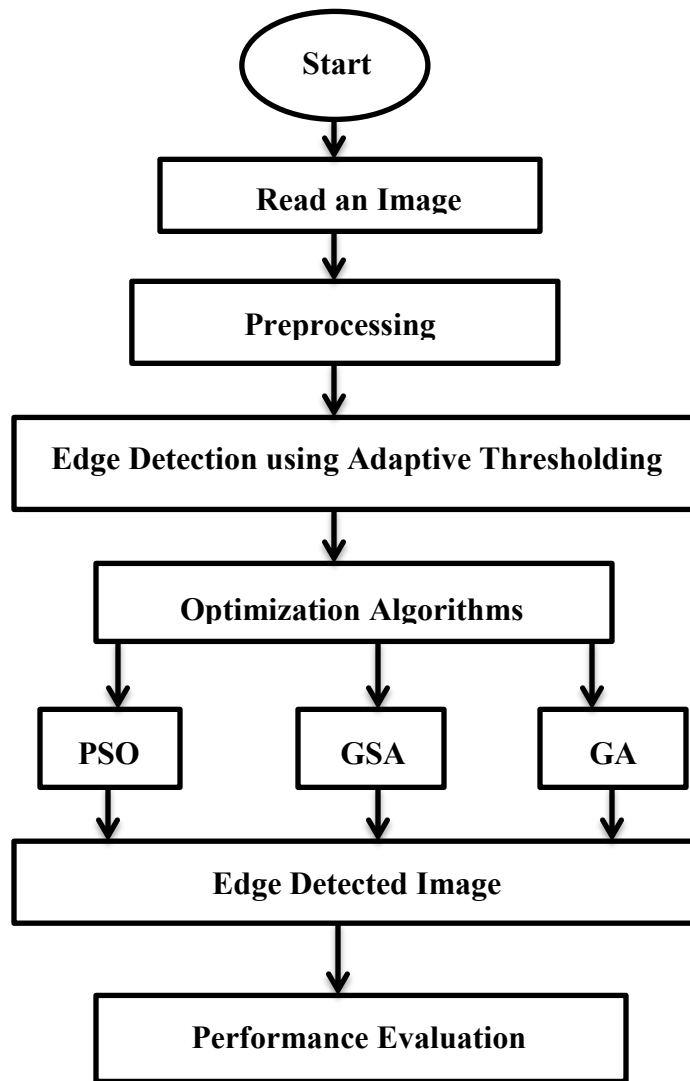 Start
Read an Image
Preprocessing
Edge Detection using Adaptive Thresholding
Optimization Algorithms
PSO GSA GA
Edge Detected Image
Performance Evaluation